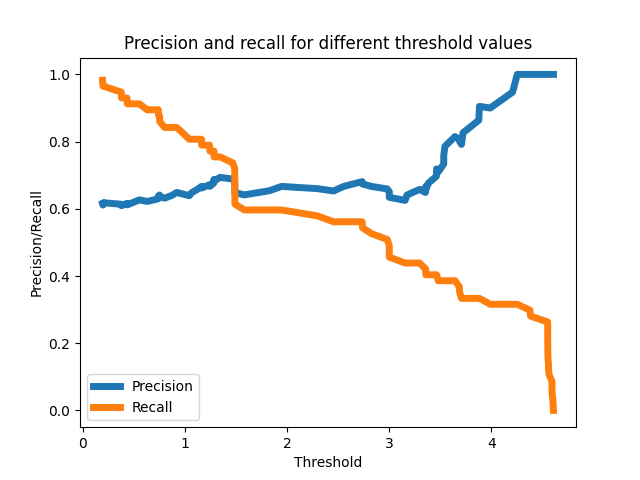 Precision and recall for different threshold values
1.0
0.8
0.6
0.4
0.2
0.0
Precision/Recall
Precision
Recall
0 1 2 3 4
Threshold